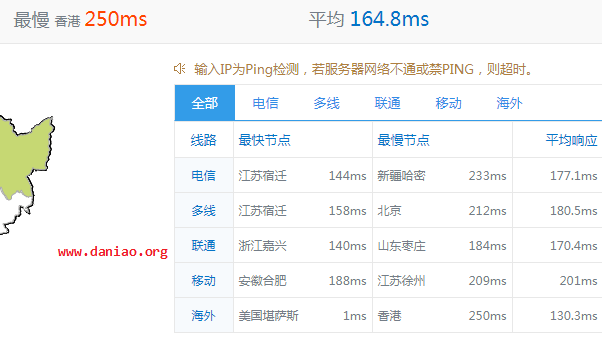 最慢 香港 250ms 平均 164.8ms
输入IP为Ping检测，若服务器网络不通或禁PING，则超时。
全部 电信 多线 联通 移动 海外
线路 最快节点 最慢节点 平均响应
电信 江苏宿迁 144ms 新疆哈密 233ms 177.1ms
多线 江苏宿迁 158ms 北京 212ms 180.5ms
联通 浙江嘉兴 140ms 山东枣庄 184ms 170.4ms
www.daniao.org
移动 安徽合肥 188ms 江苏徐州 209ms 201ms
海外 美国堪萨斯 1ms 香港 250ms 130.3ms